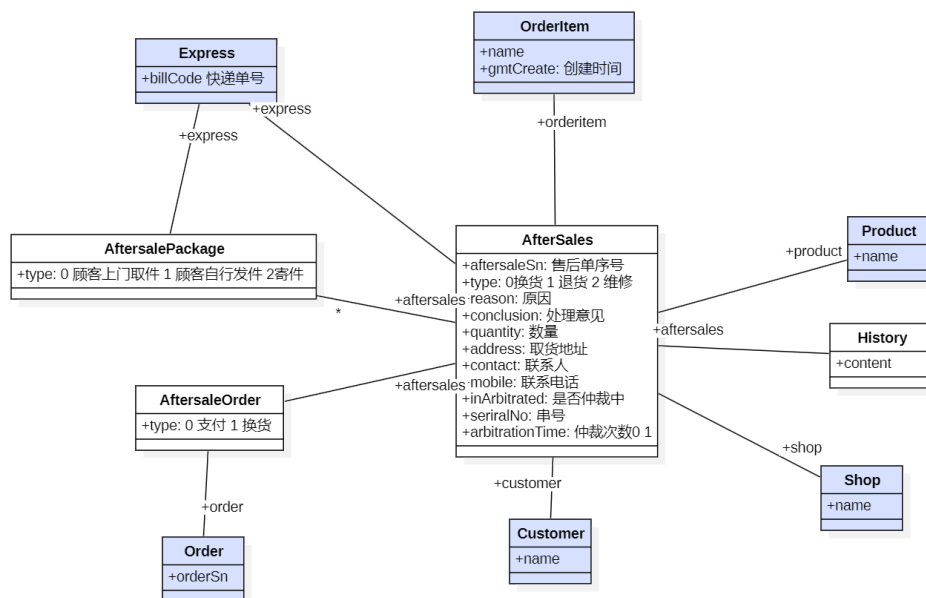 OrderItem
+name
+gmtCreate: 创建时间
Express
+billCode 快递单号
+express
+express
+orderitem
AftersalePackage
+type: 0 顾客上门取件 1 顾客自行发件 2寄件
AfterSales
+aftersaleSn: 售后单序号
+type: 0换货 1 退货 2 维修
reason: 原因
+conclusion: 处理意见
+quantity: 数量
+address: 取货地址
+contact: 联系人
mobile: 联系电话
+inArbitrated: 是否仲裁中
+seriralNo: 串号
+arbitrationTime: 仲裁次数0 1
Product
+name
+product
+aftersales
*
+aftersales
History
+content
+aftersales
AftersaleOrder
+type: 0 支付 1 换货
+shop
Shop
+name
+customer
Customer
+name
+order
Order
+orderSn